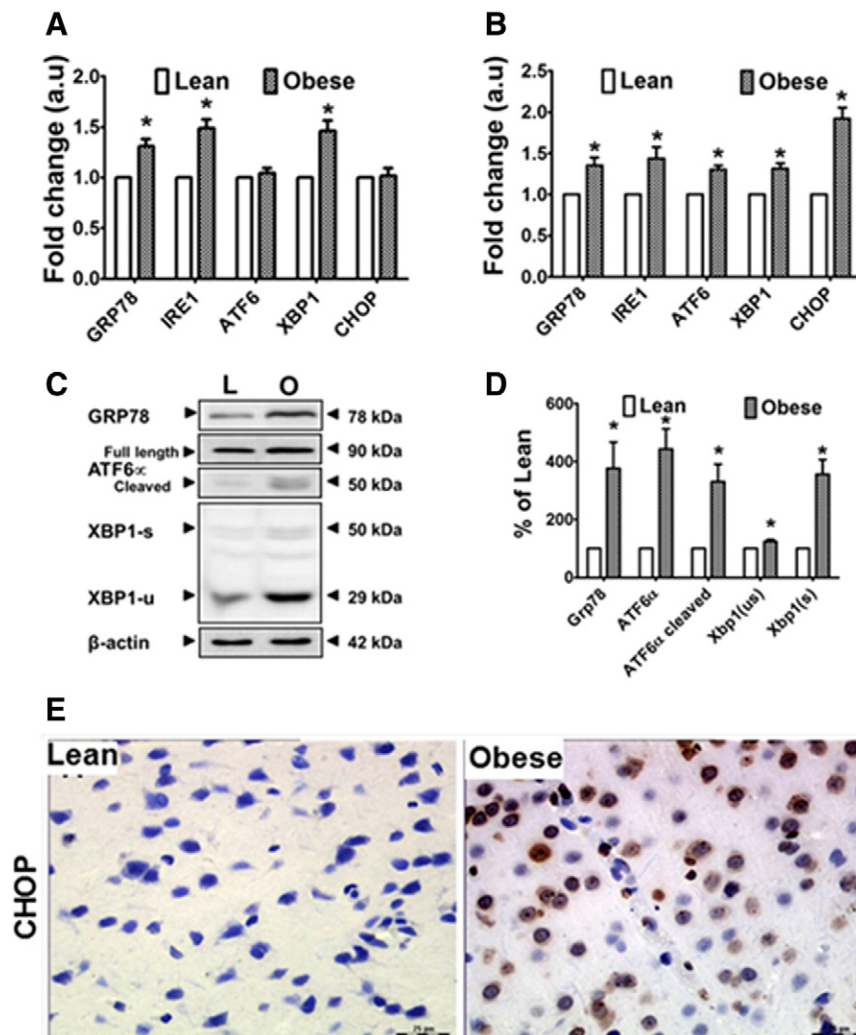 A
Fold change (a.u)
2.0
1.5
1.0
0.5
0.0
Lean
Obese
*
*
*
GRP78
IRE1
ATF6
XBP1
CHOP
B
Fold change (a.u)
2.5
2.0
1.5
1.0
0.5
0.0
Lean
Obese
*
*
*
*
*
GRP78
IRE1
ATF6
XBP1
CHOP
C
L O
GRP78 78 kDa
Full length 90 kDa
ATF6α
Cleaved 50 kDa
XBP1-s 50 kDa
XBP1-u 29 kDa
β-actin 42 kDa
D
% of Lean
600
400
200
0
Lean
Obese
*
*
*
*
*
Grp78
ATF6α
ATF6α cleaved
Xbp1(us)
Xbp1(s)
E
CHOP
Lean
Obese